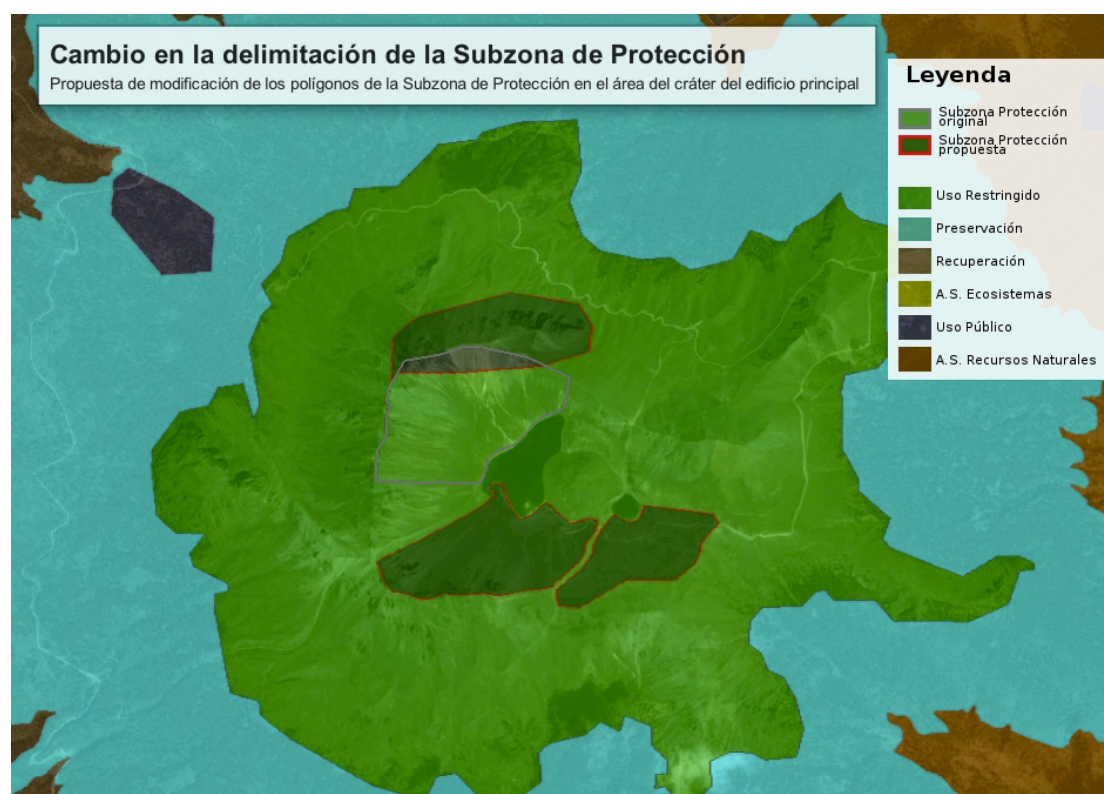 Cambio en la delimitación de la Subzona de Protección
Propuesta de modificación de los polígonos de la Subzona de Protección en el área del cráter del edificio principal
Leyenda
Subzona Protección
original
Subzona Protección
propuesta
Uso Restringido
Preservación
Recuperación
A.S. Ecosistemas
Uso Público
A.S. Recursos Naturales